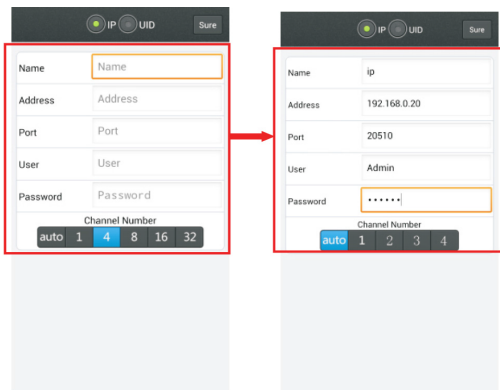 IP UID Sure
Name Name
Address Address
Port Port
User User
Password Password
Channel Number
auto 1 4 8 16 32
IP UID Sure
Name ip
Address 192.168.0.20
Port 20510
User Admin
Password ••••••
Channel Number
auto 1 2 3 4